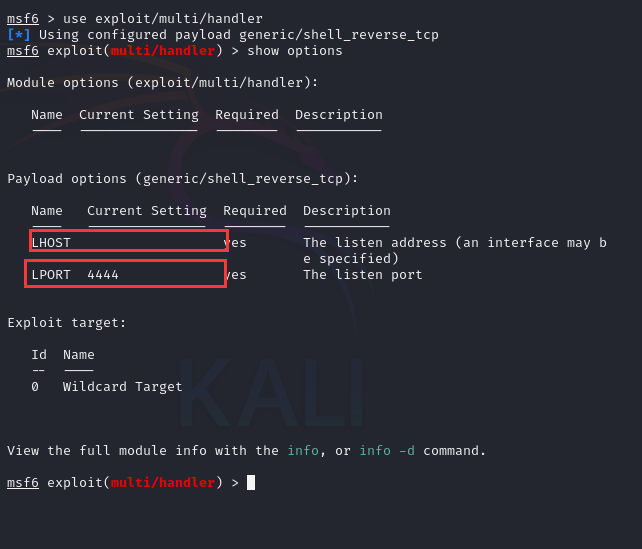 msf6 > use exploit/multi/handler
[*] Using configured payload generic/shell_reverse_tcp
msf6 exploit(multi/handler) > show options
Module options (exploit/multi/handler):
Name  Current Setting  Required  Description
----  ---------------  --------  -----------
Payload options (generic/shell_reverse_tcp):
Name   Current Setting  Required  Description
----   ---------------  --------  -----------
LHOST                   yes       The listen address (an interface may b
e specified)
LPORT  4444             yes       The listen port
Exploit target:
Id  Name
--  ----
0   Wildcard Target
KALI
View the full module info with the info, or info -d command.
msf6 exploit(multi/handler) >